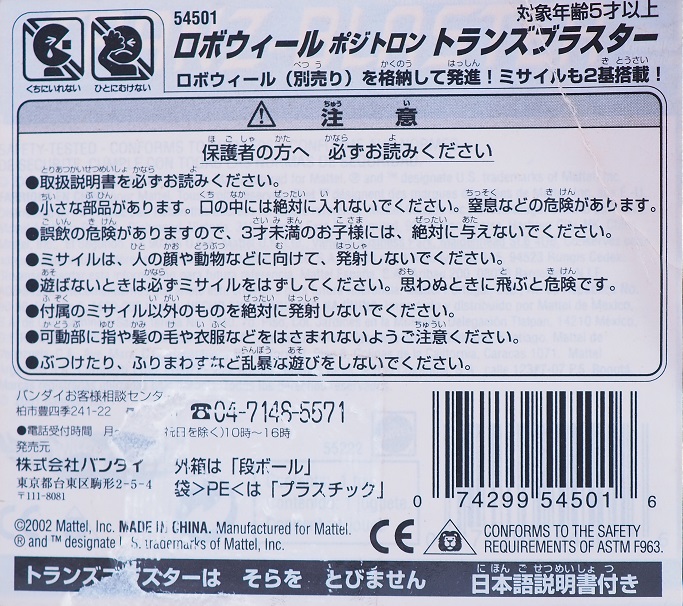 54501
対象年齢5才以上
ロボウィール ポジトロン トランズブラスター
ロボウィール（別売り）を格納して発進！ミサイルも2基搭載！
くちにいれない ひとにむけない
注意
保護者の方へ 必ずお読みください
●取扱説明書を必ずお読みください。
●小さな部品があります。口の中には絶対に入れないでください。窒息などの危険があります。
●誤飲の危険がありますので、3才未満のお子様には、絶対に与えないでください。
●ミサイルは、人の顔や動物などに向けて、発射しないでください。
●遊ばないときは必ずミサイルをはずしてください。思わぬときに飛ぶと危険です。
●付属のミサイル以外のものを絶対に発射しないでください。
●可動部に指や髪の毛や衣服などをはさまれないようご注意ください。
●ぶつけたり、ふりまわすなど乱暴な遊びをしないでください。
バンダイお客様相談センタ
柏市豊四季241-22
☎04-7148-5571
●電話受付時間 月 祝日を除く)10時〜16時
発売元
株式会社バンダイ
東京都台東区駒形2-5-4
〒111-8081
外箱は「段ボール」
袋>PE<は「プラスチック」
0 74299 54501 6
©2002 Mattel, Inc. MADE IN CHINA. Manufactured for Mattel.
® and ™ designate U.S. trademarks of Mattel, Inc.
CE
CONFORMS TO THE SAFETY
REQUIREMENTS OF ASTM F963.
トランズブラスターは そらを とびません
日本語説明書付き